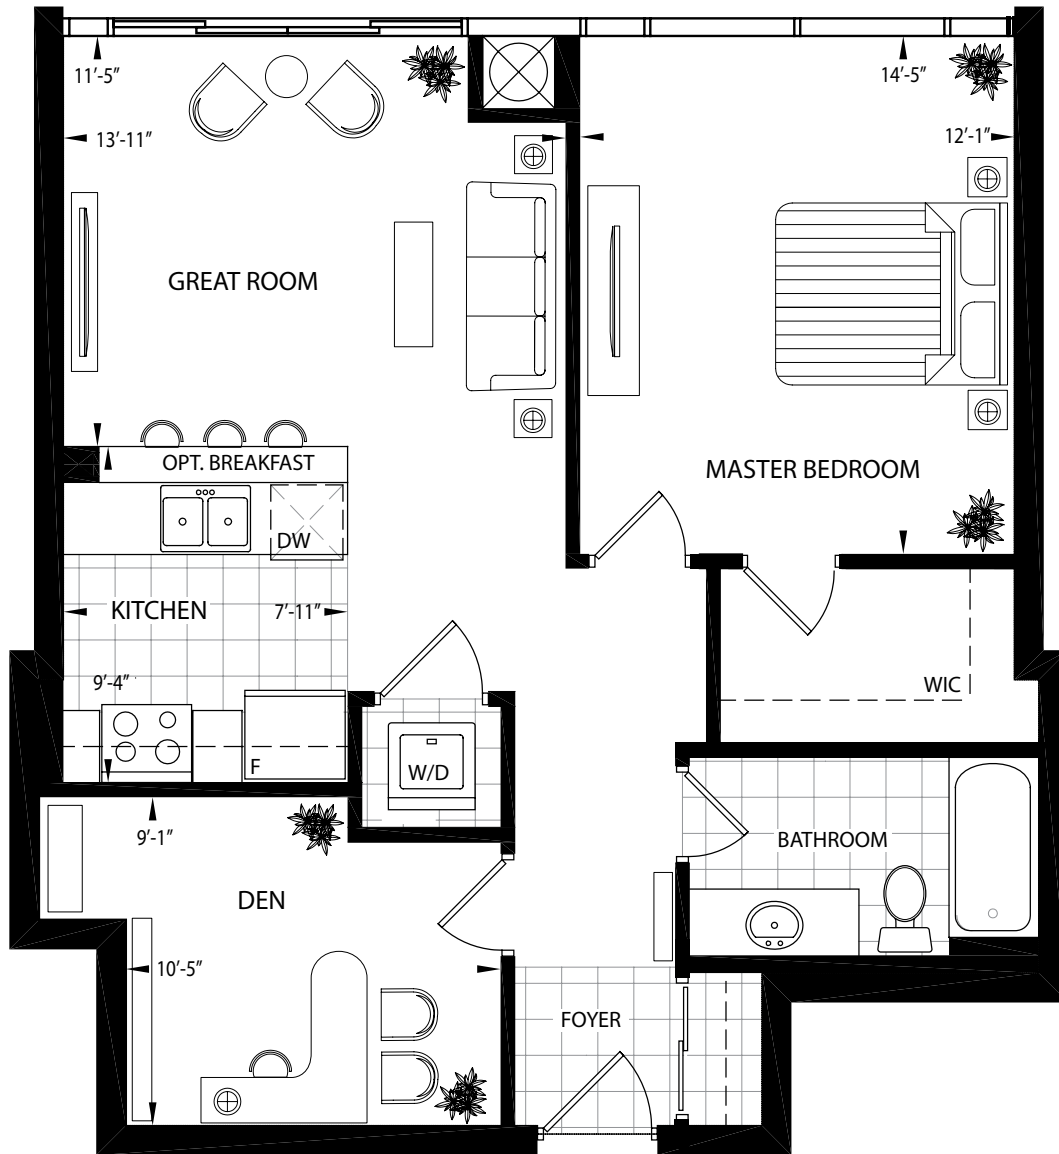 11'-5"
14'-5"
13'-11"
12'-1"
GREAT ROOM
OPT. BREAKFAST
MASTER BEDROOM
DW
KITCHEN
7'-11"
9'-4"
WIC
F
W/D
9'-1"
BATHROOM
DEN
10'-5"
FOYER